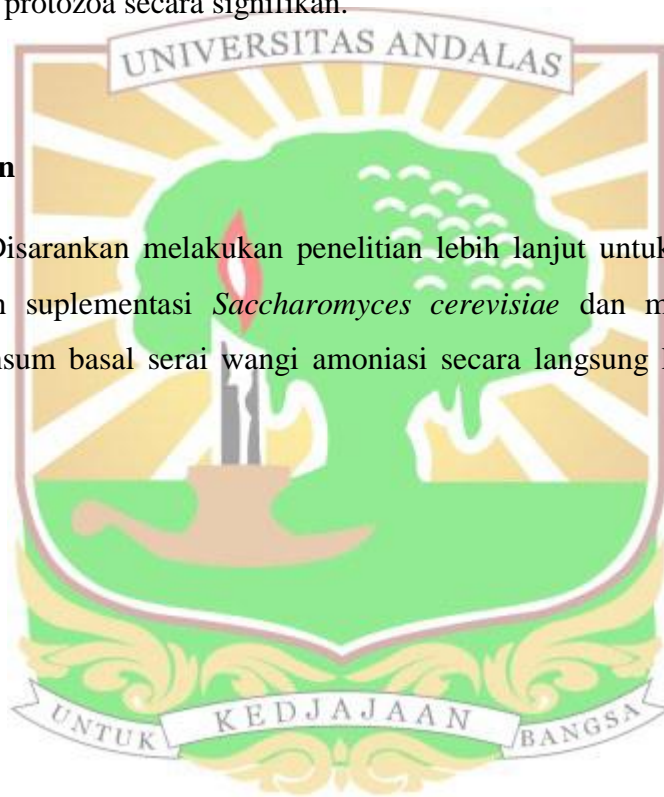 protozoa secara signifikan.
UNIVERSITAS ANDALAS
n
Disarankan melakukan penelitian lebih lanjut untuk
suplementasi Saccharomyces cerevisiae dan m
sum basal serai wangi amoniasi secara langsung
UNTUK KEDJAJAAN BANGSA